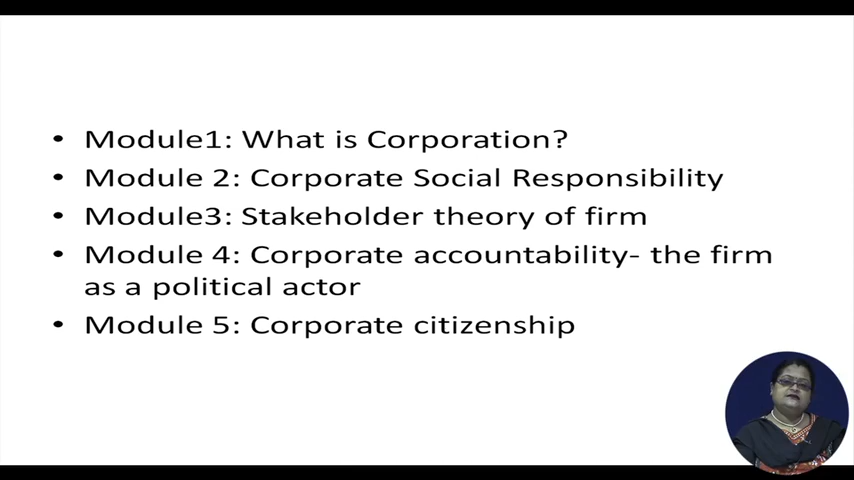 • Module1: What is Corporation?
• Module 2: Corporate Social Responsibility
• Module3: Stakeholder theory of firm
• Module 4: Corporate accountability- the firm
as a political actor
• Module 5: Corporate citizenship